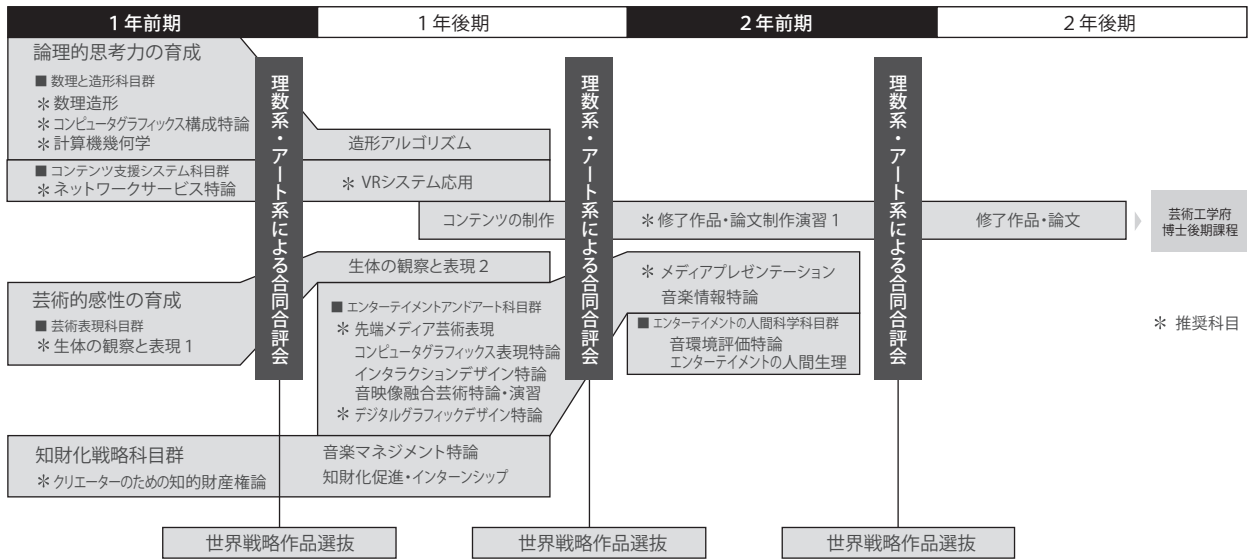 1年前期
1年後期
2年前期
2年後期
論理的思考力の育成
■ 数理と造形科目群
＊数理造形
＊コンピュータグラフィックス構成特論
＊計算機幾何学
造形アルゴリズム
■ コンテンツ支援システム科目群
＊ネットワークサービス特論
＊ VRシステム応用
コンテンツの制作
＊修了作品・論文制作演習1
修了作品・論文
芸術工学府
博士後期課程
理数系・アート系による合同合評会
理数系・アート系による合同合評会
理数系・アート系による合同合評会
生体の観察と表現2
芸術的感性の育成
■ 芸術表現科目群
＊生体の観察と表現1
■ エンターテイメントアンドアート科目群
＊ 先端メディア芸術表現
コンピュータグラフィックス表現特論
インタラクションデザイン特論
音映像融合芸術特論・演習
＊ デジタルグラフィックデザイン特論
＊ メディアプレゼンテーション
音楽情報特論
■ エンターテイメントの人間科学科目群
音環境評価特論
エンターテイメントの人間生理
＊ 推奨科目
知財化戦略科目群
＊クリエーターのための知的財産権論
音楽マネジメント特論
知財化促進・インターンシップ
世界戦略作品選抜
世界戦略作品選抜
世界戦略作品選抜